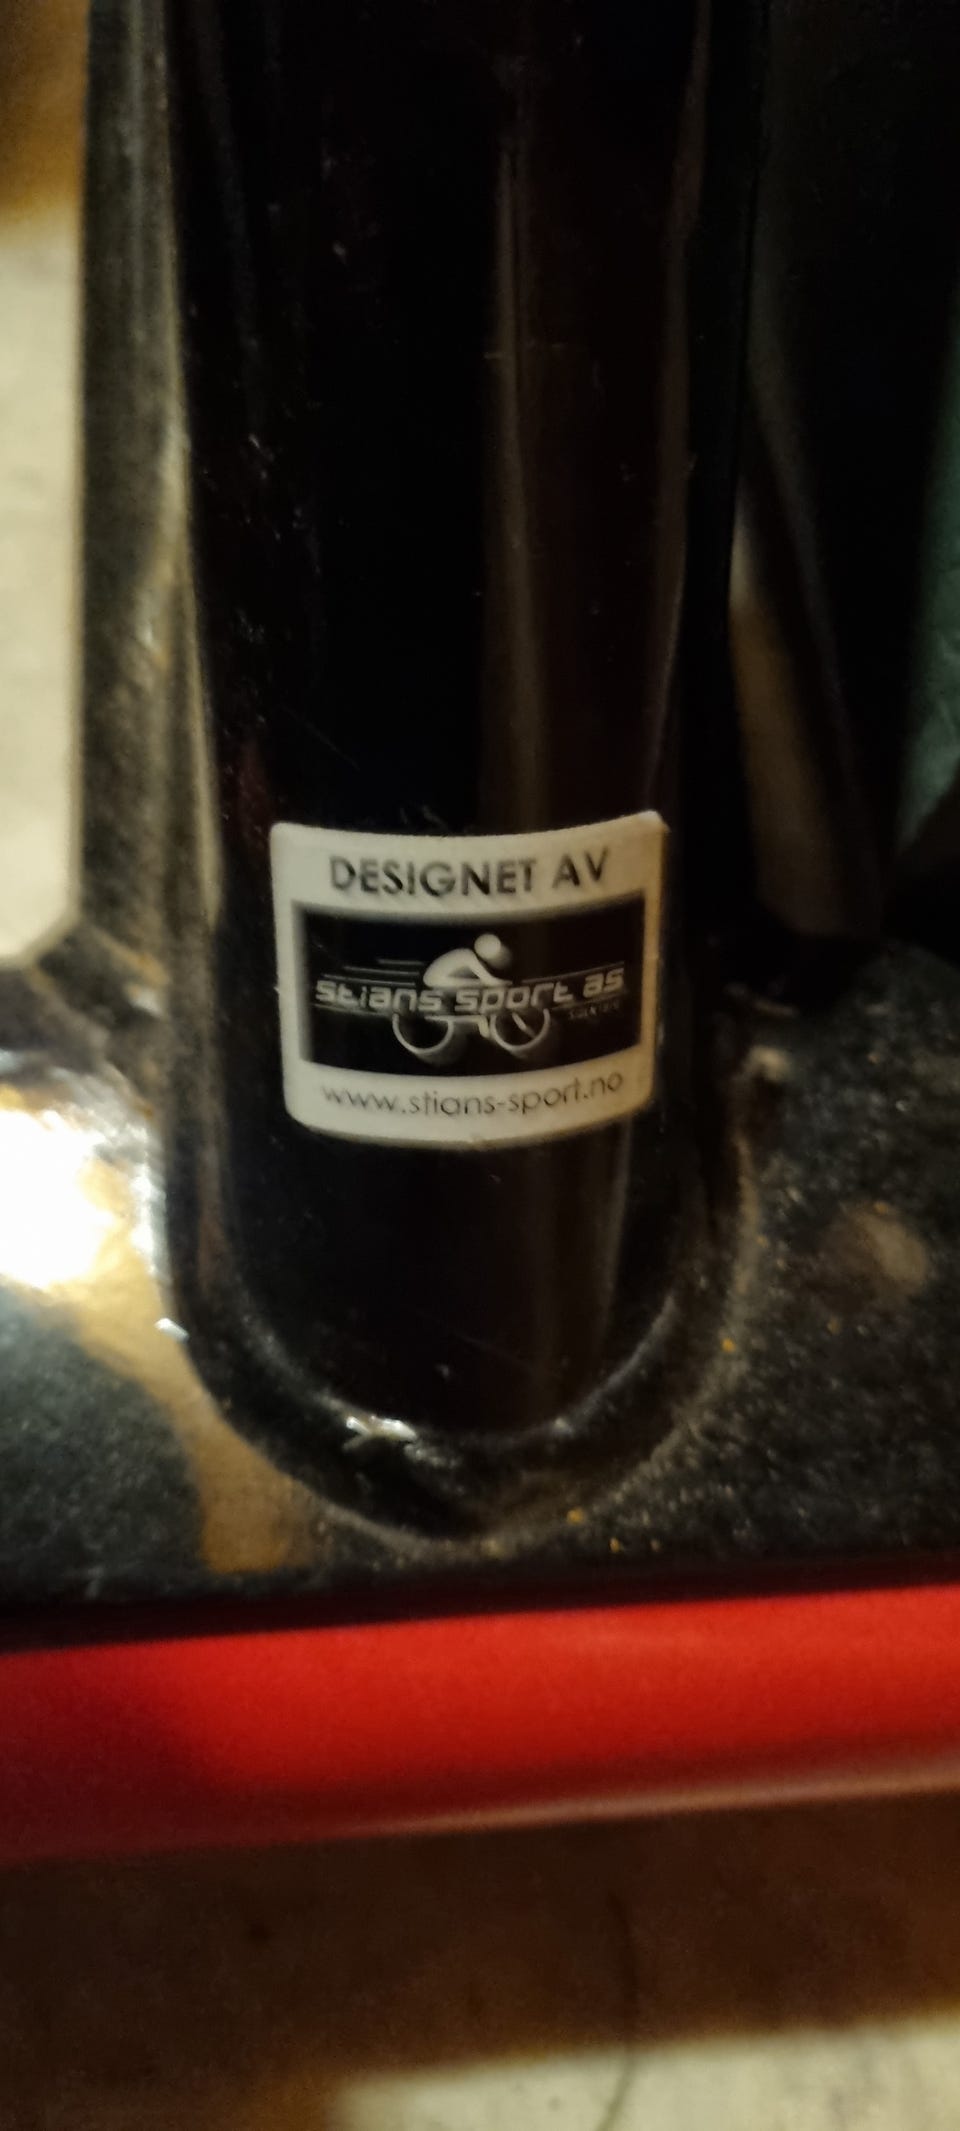 DESIGNET AV
stians sport as
www.stians-sport.no